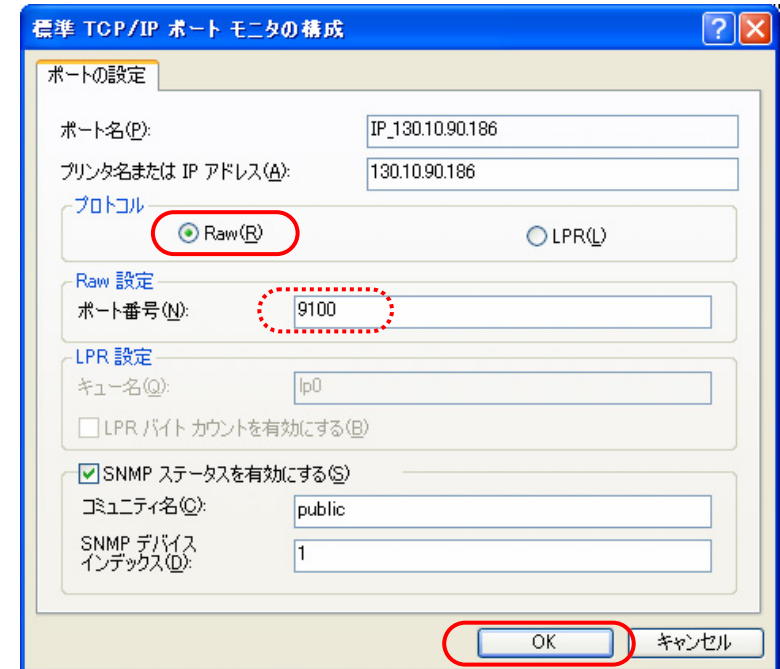 標準 TCP/IP ポート モニタの構成
ポートの設定
ポート名(P): IP_130.10.90.186
プリンタ名または IP アドレス(A): 130.10.90.186
プロトコル
Raw(R) LPR(L)
Raw 設定
ポート番号(N): 9100
LPR 設定
キュー名(Q): lp0
LPR バイト カウントを有効にする(B)
SNMP ステータスを有効にする(S)
コミュニティ名(C): public
SNMP デバイス
インデックス(D): 1
OK キャンセル